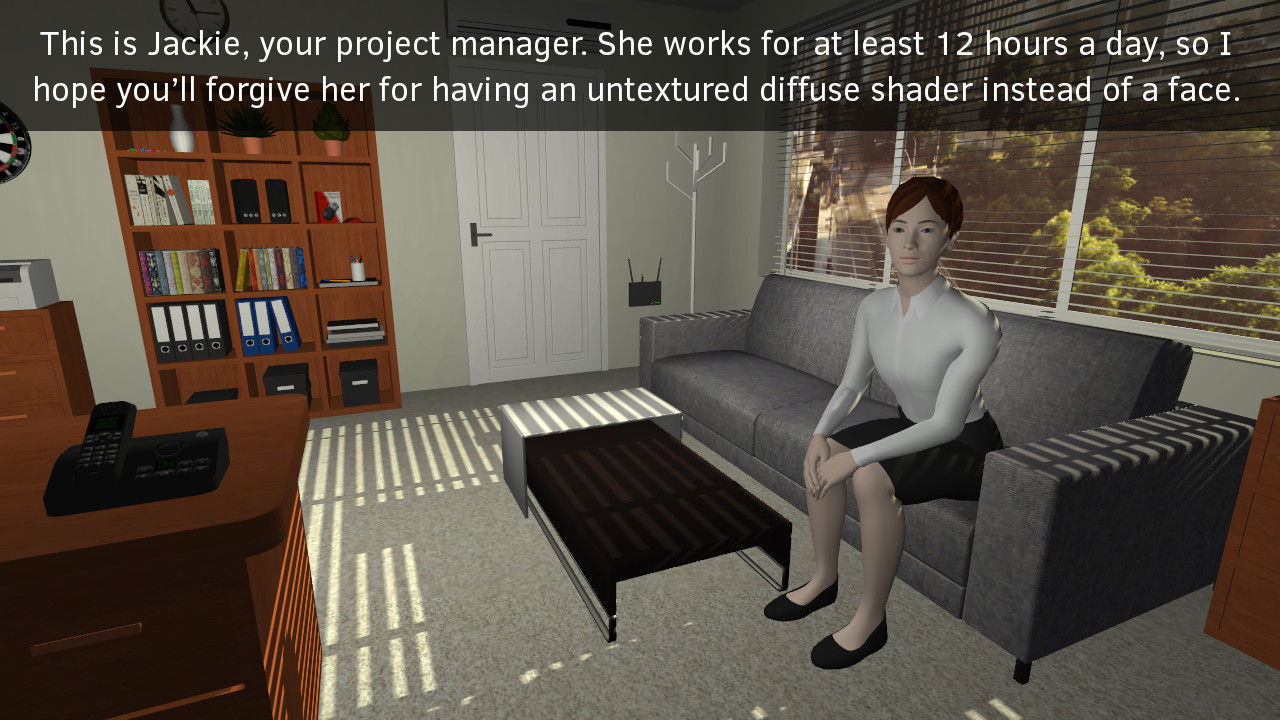 This is Jackie, your project manager. She works for at least 12 hours a day, so I
hope you’ll forgive her for having an untextured diffuse shader instead of a face.